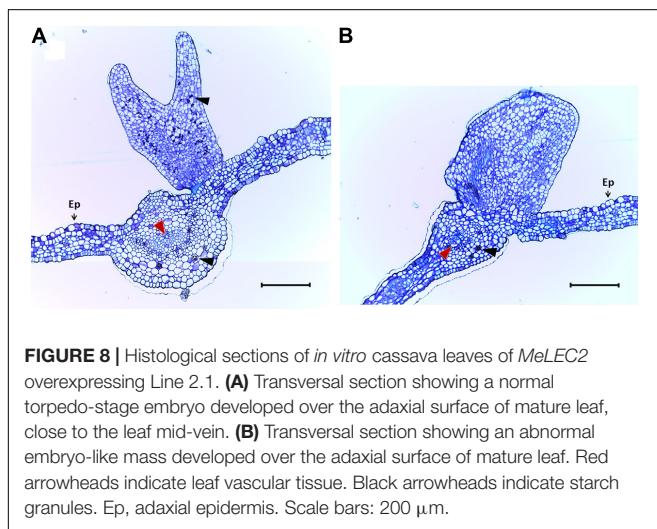 A
B
Ep
Ep
FIGURE 8 | Histological sections of in vitro cassava leaves of MeLEC2
overexpressing Line 2.1. (A) Transversal section showing a normal
torpedo-stage embryo developed over the adaxial surface of mature leaf,
close to the leaf mid-vein. (B) Transversal section showing an abnormal
embryo-like mass developed over the adaxial surface of mature leaf. Red
arrowheads indicate leaf vascular tissue. Black arrowheads indicate starch
granules. Ep, adaxial epidermis. Scale bars: 200 μm.